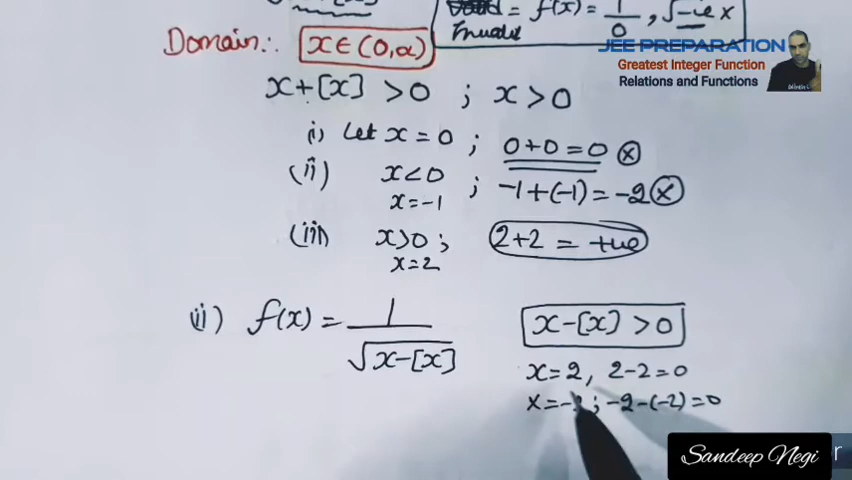 = f(x) = 1/0 , √-ve x
JEE PREPARATION
Greatest Integer Function
Relations and Functions
Domain:. x∈(0,α)
x+[x] >0 ; x>0
(i) Let x=0 ; 0+0=0 ⊗
(ii) x<0 ; -1+(-1)=-2 ⊗
x=-1
(iii) x>0 ; 2+2 = +ve
x=2
(ii) f(x) = 1/√x-[x] x-[x] >0
x=2, 2-2=0
x=-2 ; -2-(-2)=0
Sandeep Negi